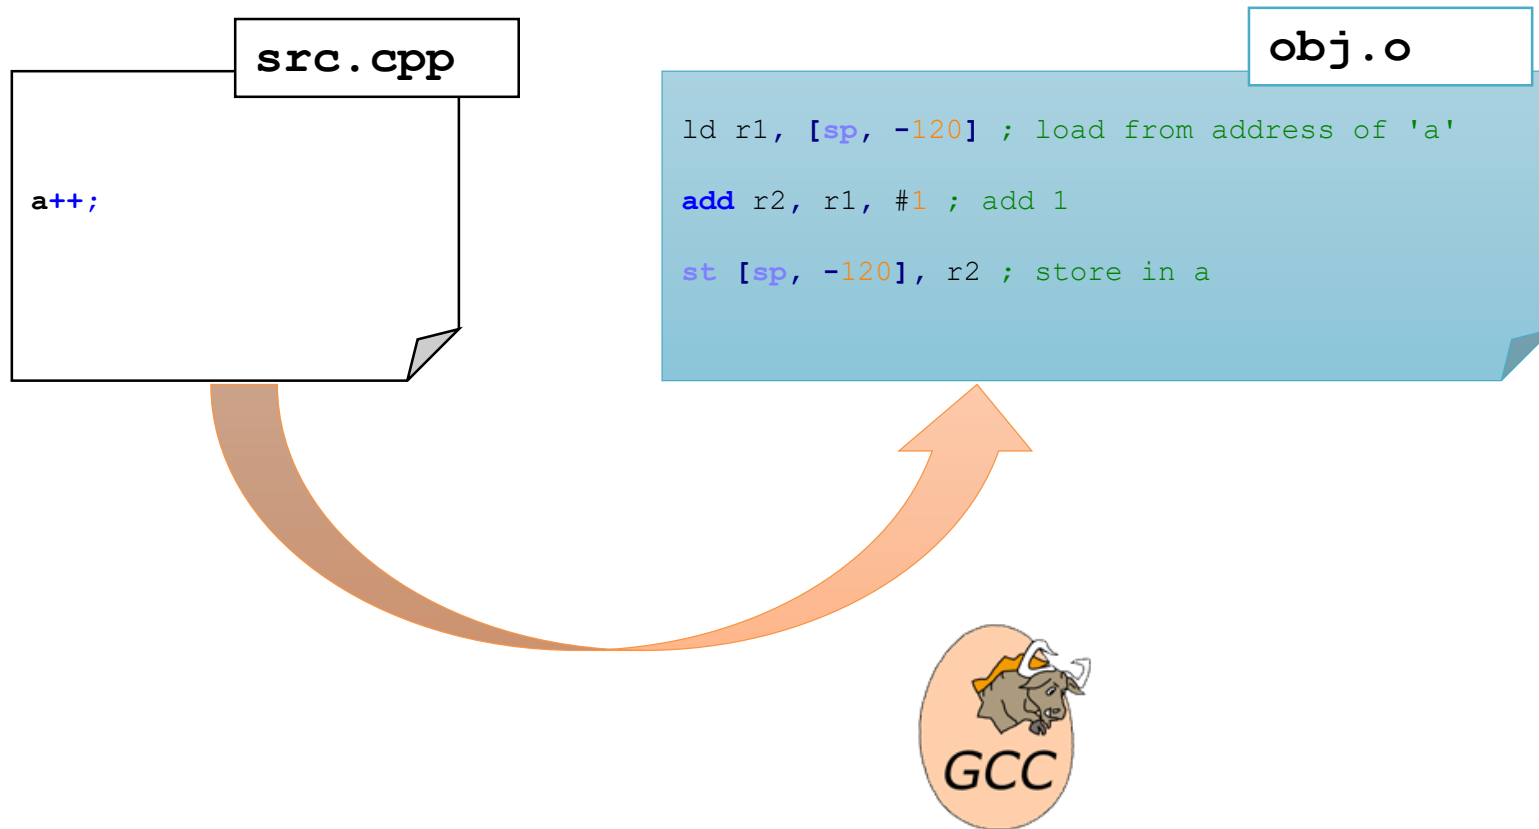 src.cpp
a++;
obj.o
ld r1, [sp, -120] ; load from address of 'a'
add r2, r1, #1 ; add 1
st [sp, -120], r2 ; store in a
GCC